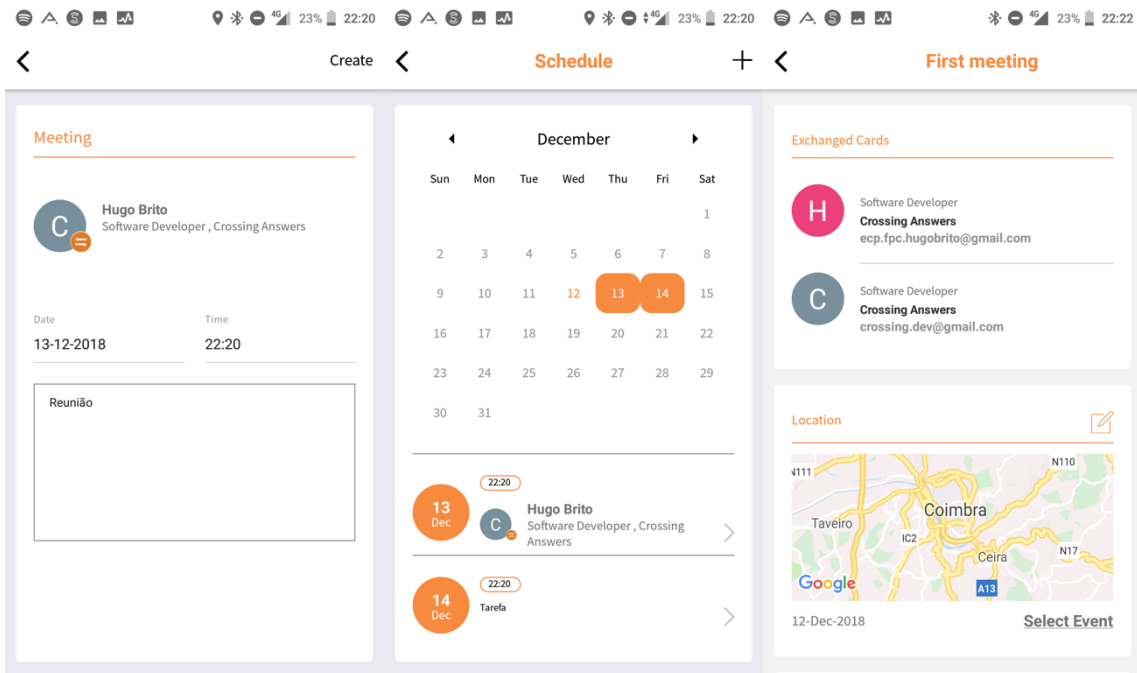 23% 22:20
Create
Meeting
C
Hugo Brito
Software Developer , Crossing Answers
Date Time
13-12-2018 22:20
Reunião
4G 23% 22:20
Schedule
December
Sun Mon Tue Wed Thu Fri Sat
1
2 3 4 5 6 7 8
9 10 11 12 13 14 15
16 17 18 19 20 21 22
23 24 25 26 27 28 29
30 31
13
Dec
22:20
C
Hugo Brito
Software Developer , Crossing
Answers
14
Dec
22:20
Tarefa
4G 23% 22:22
First meeting
Exchanged Cards
H
Software Developer
Crossing Answers
ecp.fpc.hugobrito@gmail.com
C
Software Developer
Crossing Answers
crossing.dev@gmail.com
Location
N111
N110
Coimbra
Taveiro
IC2
Ceira
N17
A13
Google
12-Dec-2018 Select Event